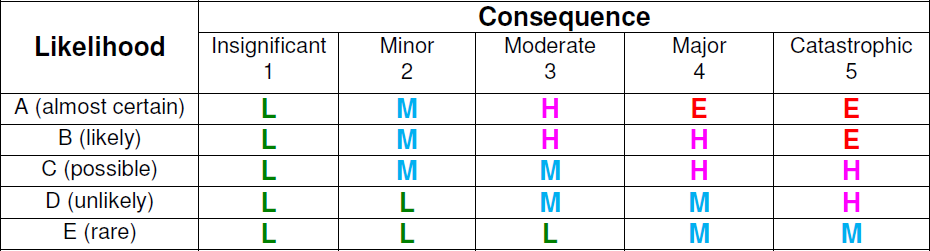 Likelihood Consequence
Insignificant Minor Moderate Major Catastrophic
1 2 3 4 5
A (almost certain) L M H E E
B (likely) L M H H E
C (possible) L M M H H
D (unlikely) L L M M H
E (rare) L L L M M